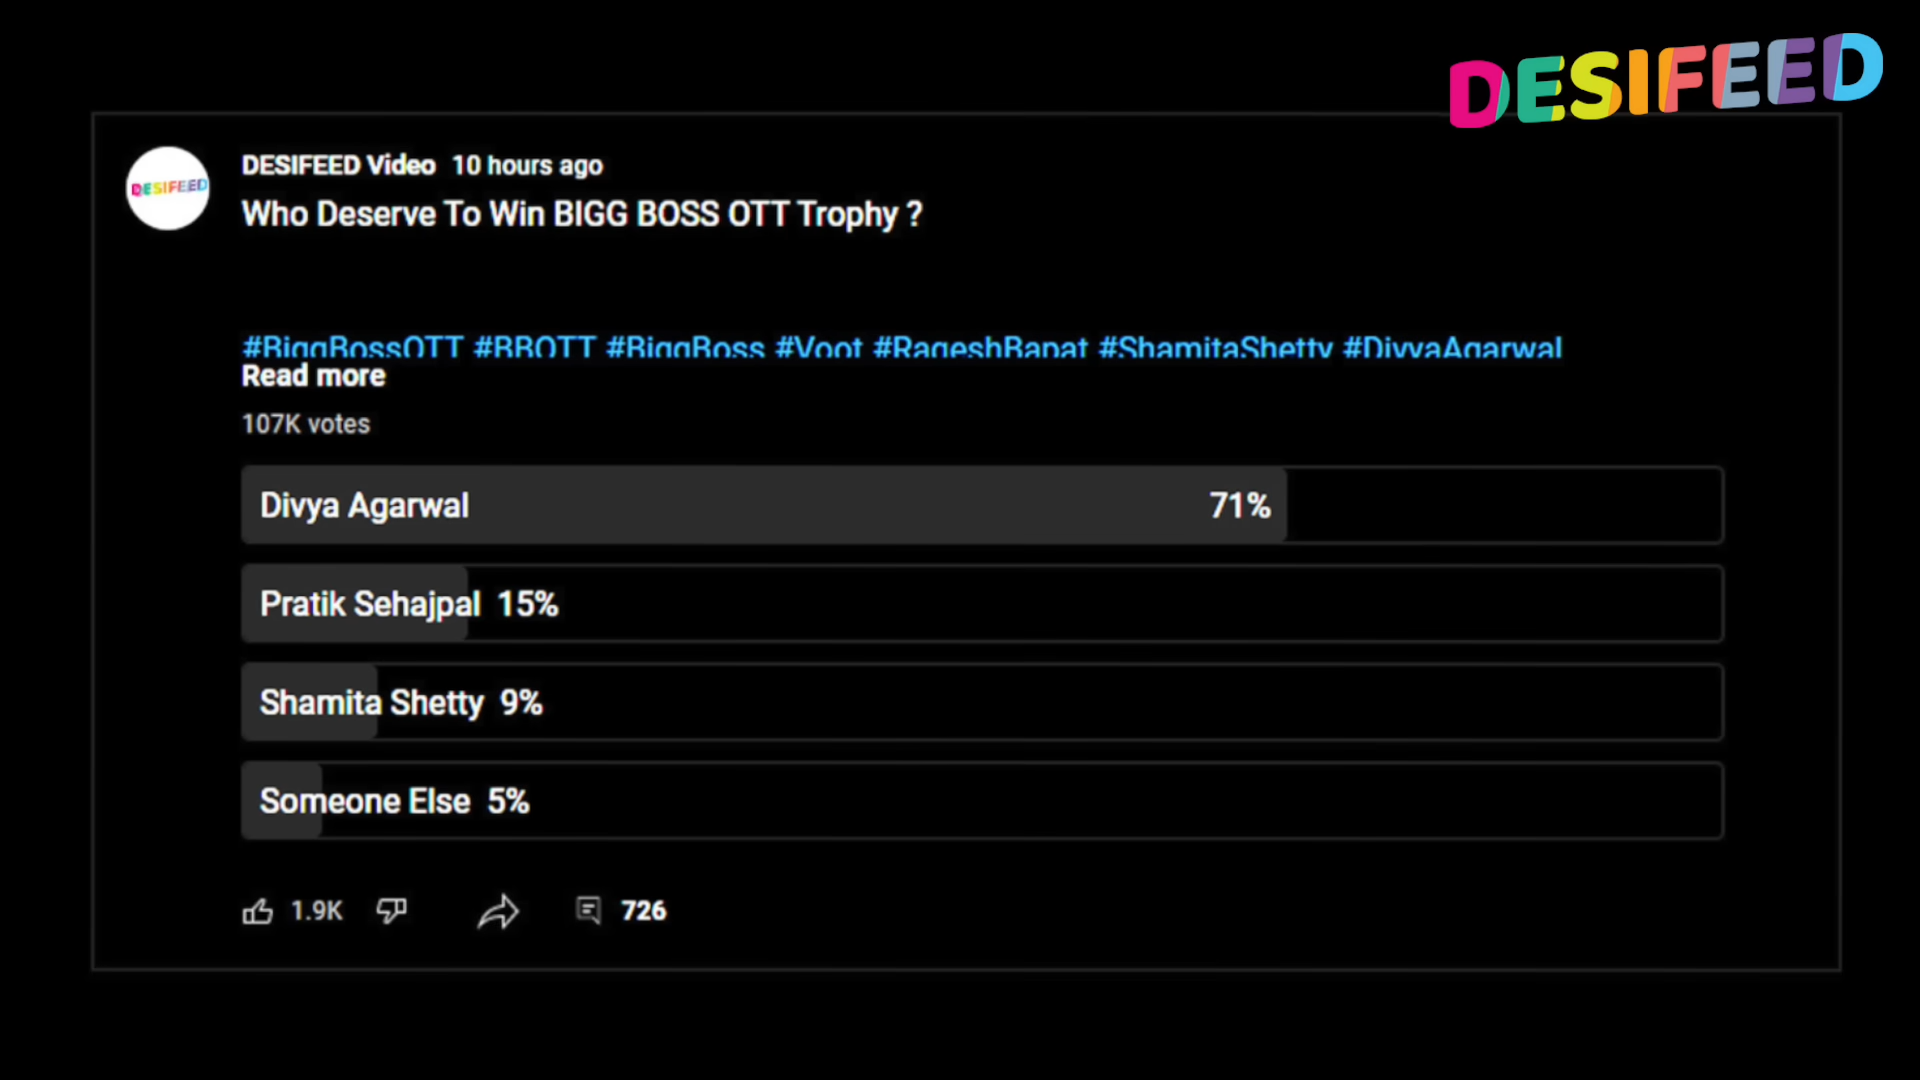 DESIFEED
DESIFEED
DESIFEED Video 10 hours ago
Who Deserve To Win BIGG BOSS OTT Trophy ?
#BiggBossOTT #BBOTT #BiggBoss #Voot #RaqeshBapat #ShamitaShetty #DivyaAgarwal
Read more
107K votes
Divya Agarwal 71%
Pratik Sehajpal 15%
Shamita Shetty 9%
Someone Else 5%
1.9K 726